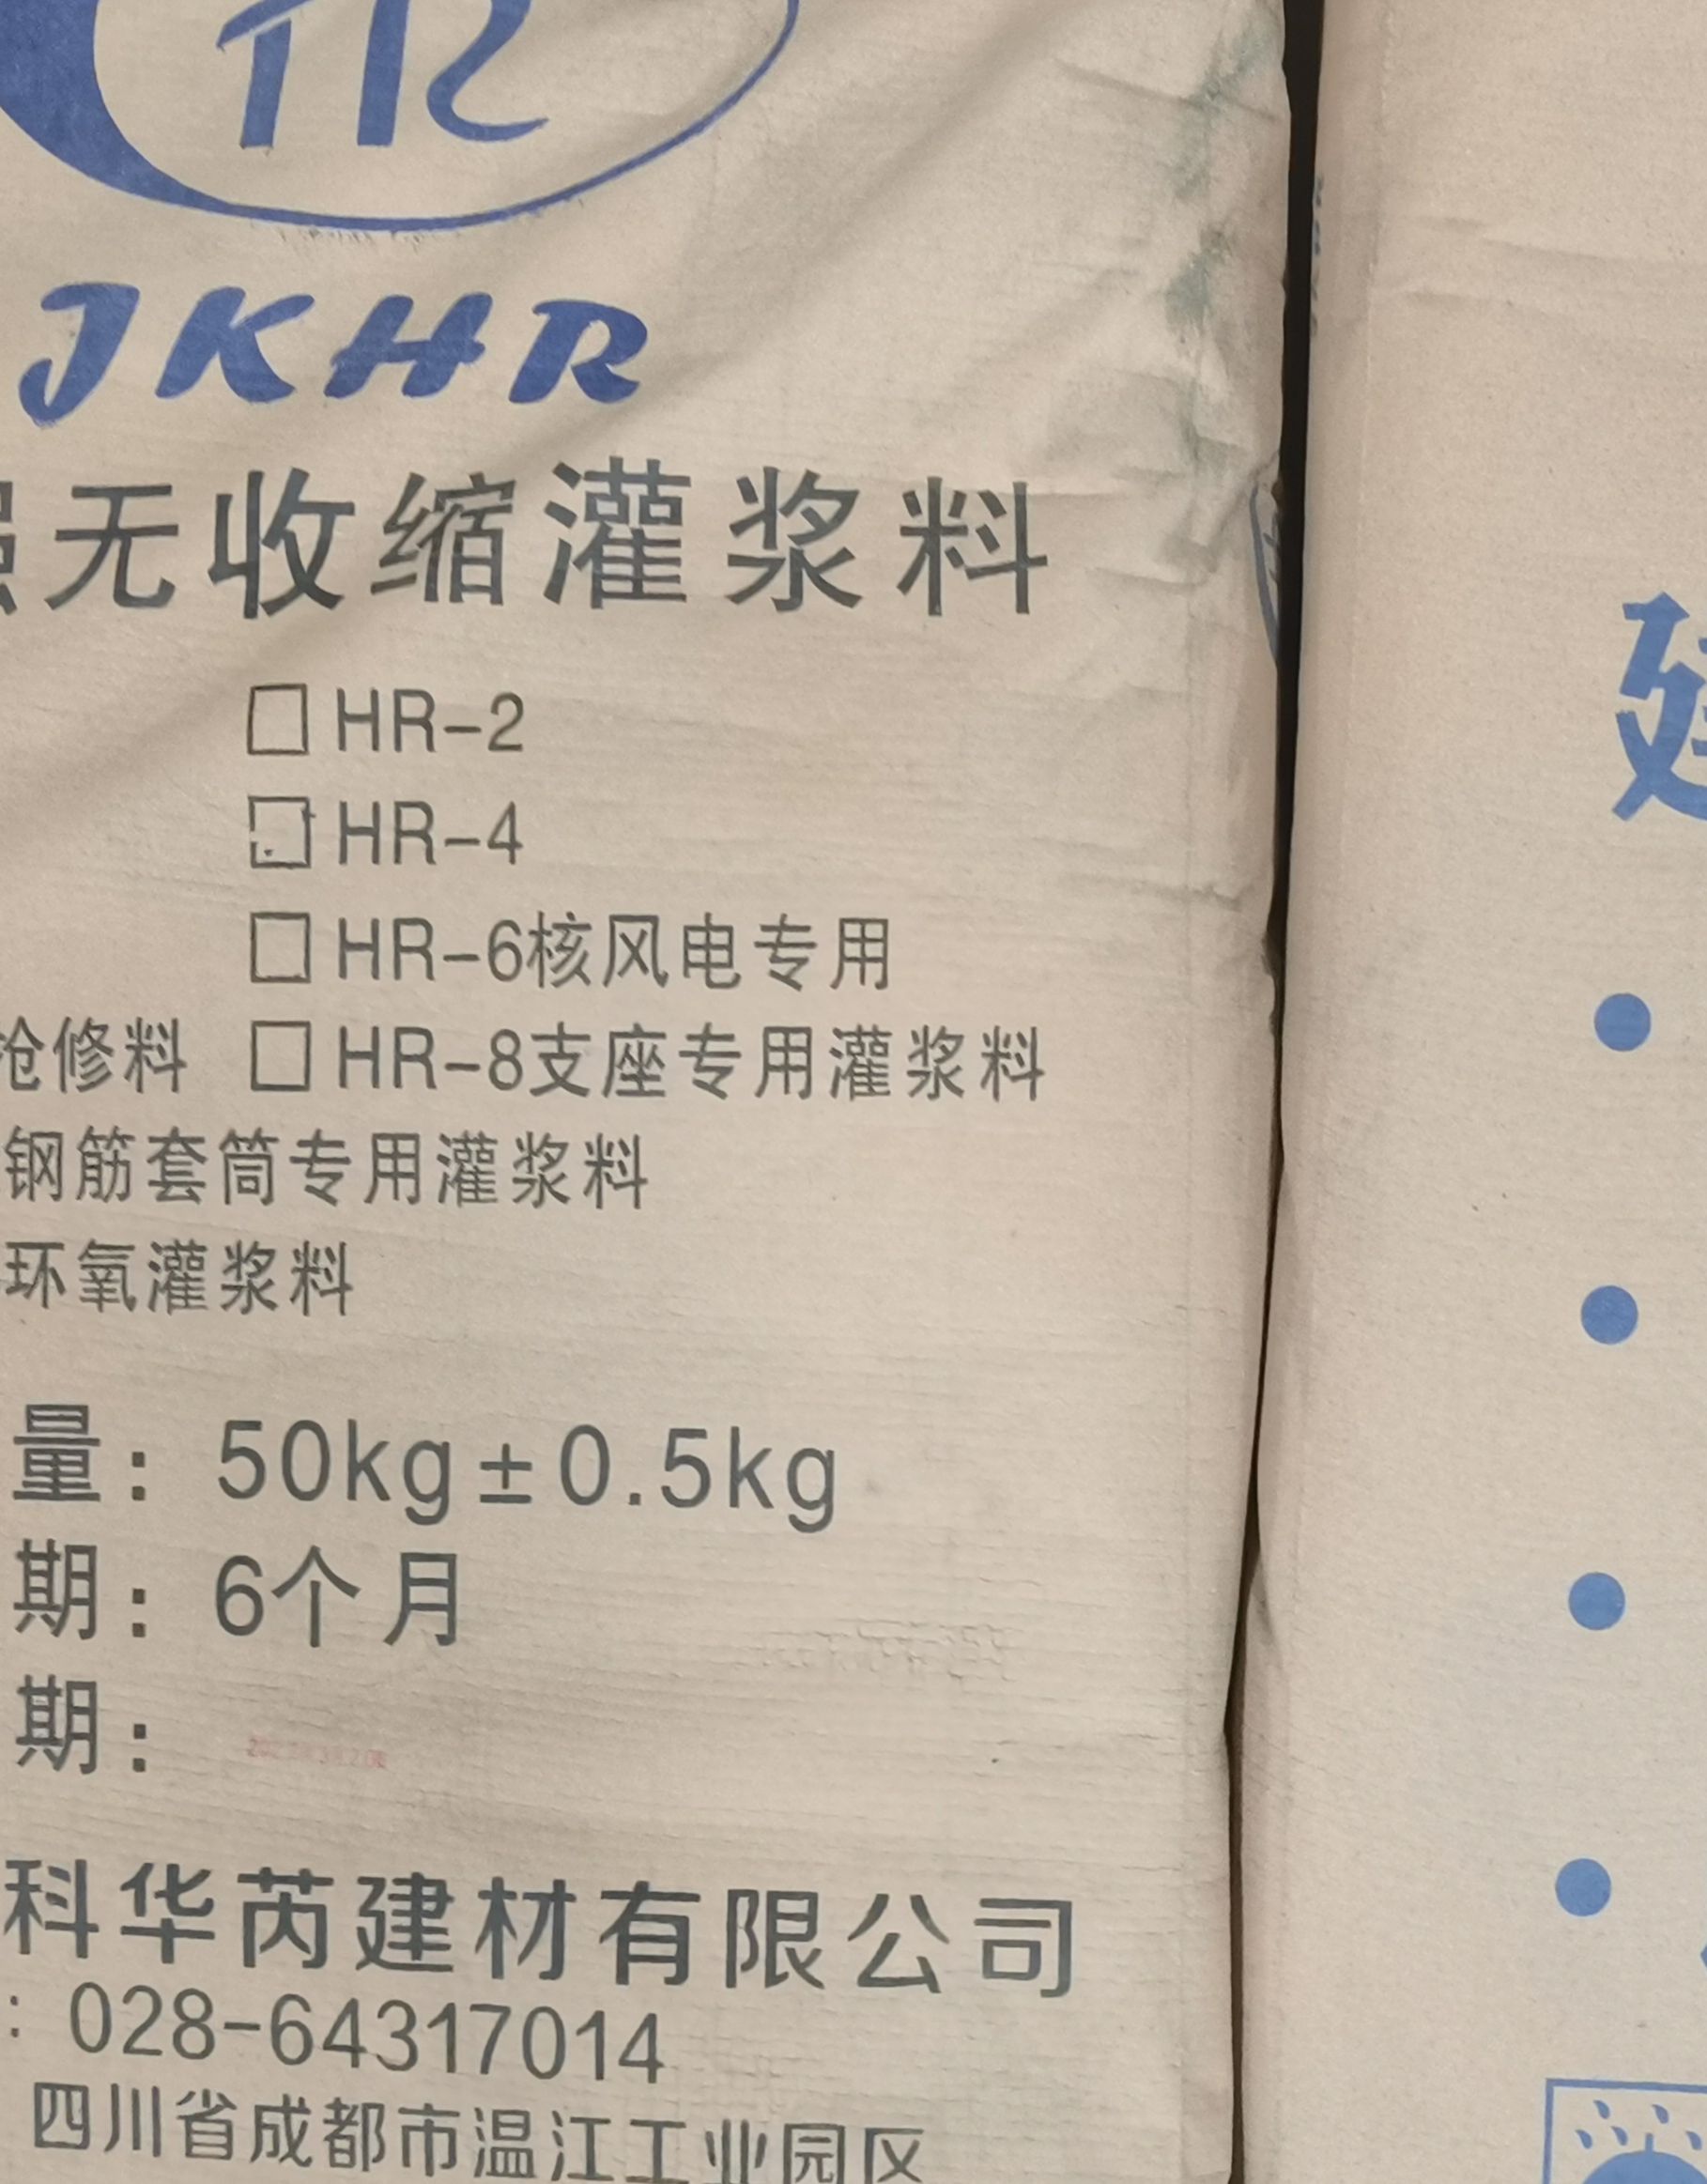 JKHR
强无收缩灌浆料
HR-2
HR-4
HR-6核风电专用
抢修料 HR-8支座专用灌浆料
钢筋套筒专用灌浆料
环氧灌浆料
量: 50kg±0.5kg
期: 6个月
期:
科华芮建材有限公司
: 028-64317014
四川省成都市温江工业园区
建